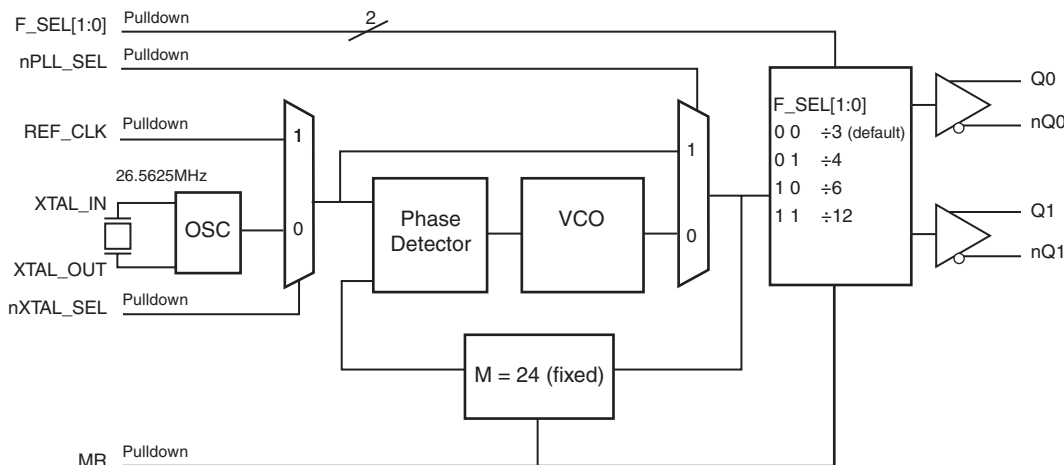 F_SEL[1:0] Pulldown 2
nPLL_SEL Pulldown
REF_CLK Pulldown
1
1
F_SEL[1:0]
0 0 ÷3 (default)
0 1 ÷4
1 0 ÷6
1 1 ÷12
Q0
nQ0
26.5625MHz
XTAL_IN
OSC
XTAL_OUT
0
Phase
Detector
VCO
0
Q1
nQ1
nXTAL_SEL Pulldown
M = 24 (fixed)
MR Pulldown